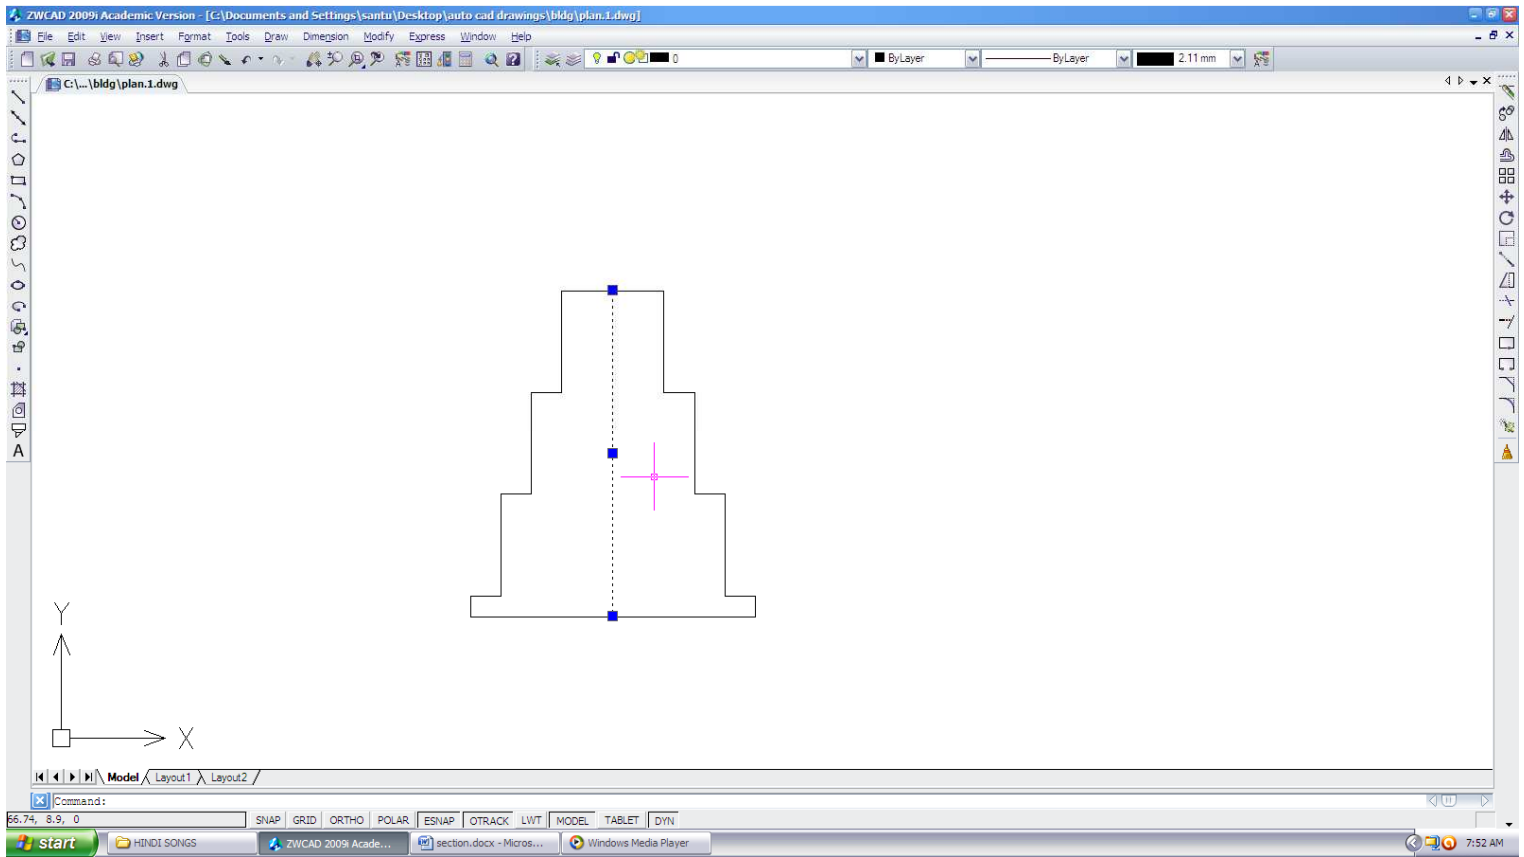 ZWCAD 2009i Academic Version - [C:\Documents and Settings\santu\Desktop\auto cad drawings\bldg\plan.1.dwg]
File Edit View Insert Format Tools Draw Dimension Modify Express Window Help
0 ByLayer ByLayer 2.11 mm
C:\...\bldg\plan.1.dwg
A
Y
X
Model Layout1 Layout2
Command:
66.74, 8.9, 0 SNAP GRID ORTHO POLAR ESNAP OTRACK LWT MODEL TABLET DYN
start HINDI SONGS ZWCAD 2009i Acade... section.docx - Micros... Windows Media Player 7:52 AM